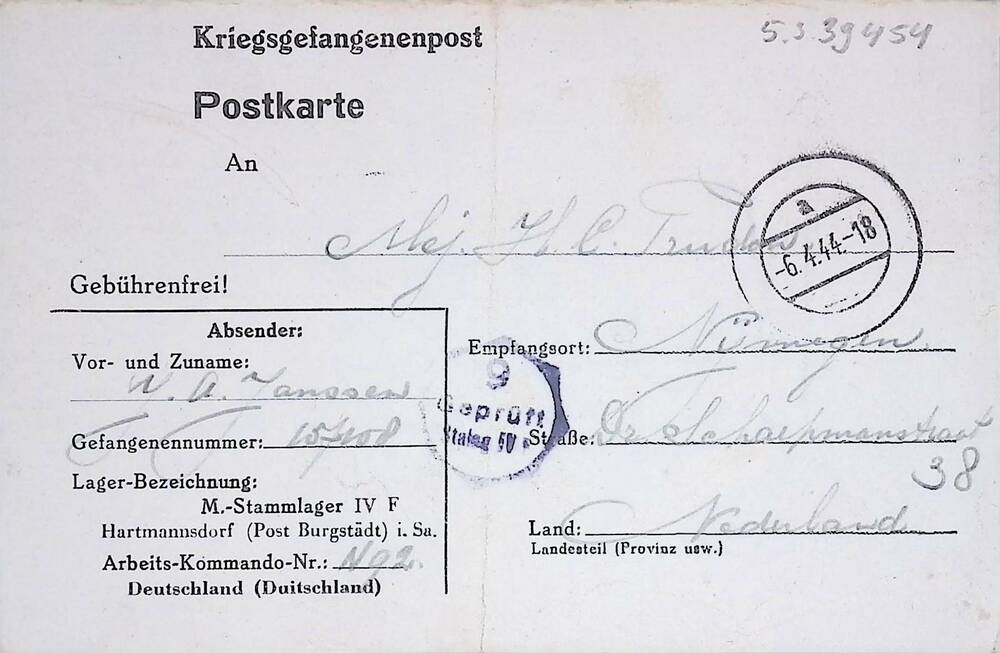 5.3.39454
Kriegsgefangenenpost
Postkarte
An
Mej. H. C.
a
-6.4.44.-18
Gebührenfrei!
Absender:
Vor- und Zuname:
W. A. Janssen
Gefangenennummer:
Lager-Bezeichnung:
M.-Stammlager IV F
Hartmannsdorf (Post Burgstädt) i. Sa.
Arbeits-Kommando-Nr.: N92.
Deutschland (Duitschland)
9
Geprüft
Stalag IV F
Empfangsort: Nijmegen
Straße: Dr. Schaepmanstraat
38
Land: Nederland
Landesteil (Provinz usw.)